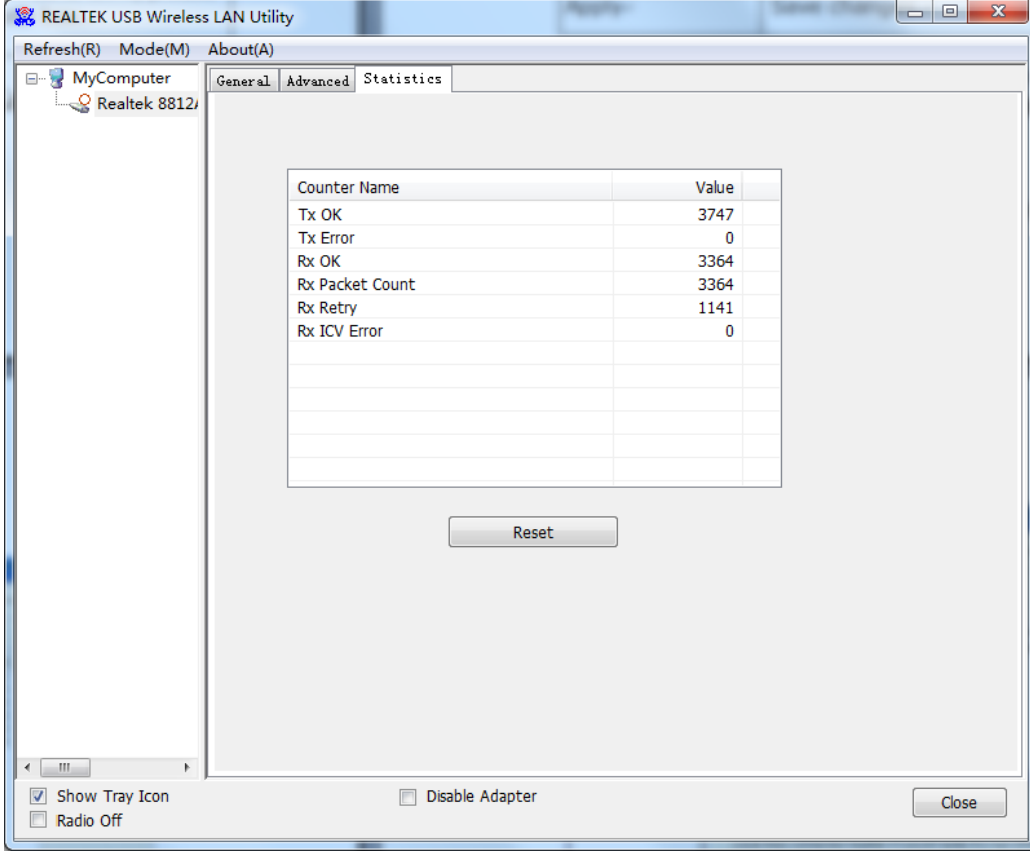 REALTEK USB Wireless LAN Utility
Refresh(R) Mode(M) About(A)
MyComputer
Realtek 8812
General Advanced Statistics
Counter Name Value
Tx OK 3747
Tx Error 0
Rx OK 3364
Rx Packet Count 3364
Rx Retry 1141
Rx ICV Error 0
Reset
Show Tray Icon
Disable Adapter
Radio Off
Close